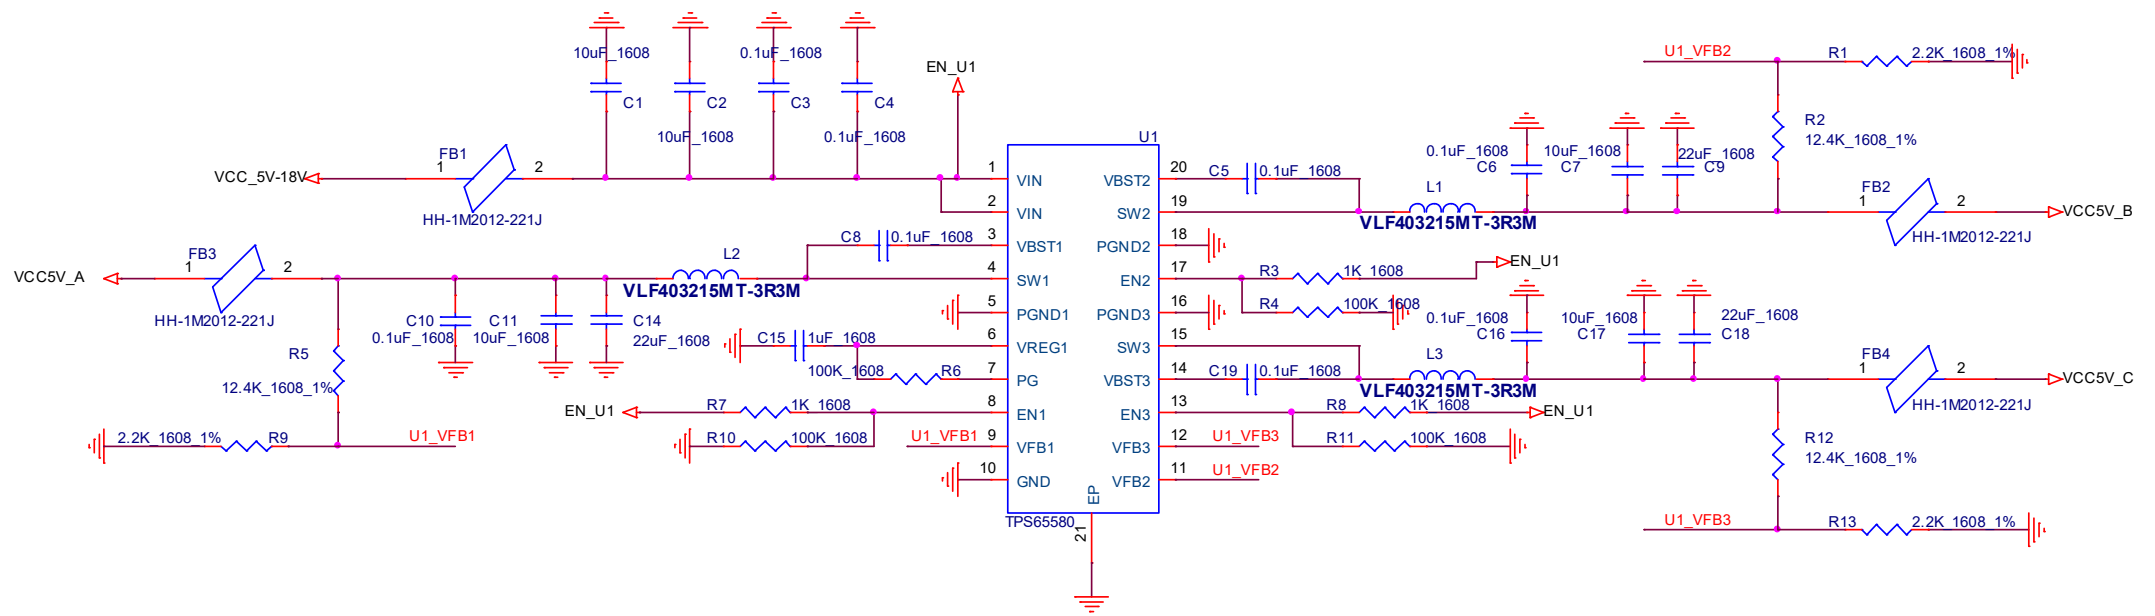 10uF_1608
C1
C2
10uF_1608
0.1uF_1608
C3
C4
0.1uF_1608
EN_U1
VCC_5V-18V
FB1
1
2
HH-1M2012-221J
FB3
VCC5V_A
1
2
HH-1M2012-221J
L2
VLF403215MT-3R3M
C8
0.1uF_1608
C10
0.1uF_1608
C11
10uF_1608
C14
22uF_1608
R5
12.4K_1608_1%
2.2K_1608_1%
R9
U1_VFB1
C15
1uF_1608
100K_1608
R6
EN_U1
R7
1K_1608
R10
100K_1608
U1_VFB1
U1
1
VIN
2
VIN
3
VBST1
4
SW1
5
PGND1
6
VREG1
7
PG
8
EN1
9
VFB1
10
GND
VBST2
20
SW2
19
PGND2
18
EN2
17
PGND3
16
SW3
15
VBST3
14
EN3
13
VFB3
12
VFB2
11
EP
21
TPS65580
C5
0.1uF_1608
L1
VLF403215MT-3R3M
0.1uF_1608
C6
10uF_1608
C7
22uF_1608
C9
U1_VFB2
R1
2.2K_1608_1%
R2
12.4K_1608_1%
FB2
1
2
VCC5V_B
HH-1M2012-221J
R3
1K_1608
EN_U1
R4
100K_1608
0.1uF_1608
C16
10uF_1608
C17
22uF_1608
C18
C19
0.1uF_1608
L3
VLF403215MT-3R3M
FB4
1
2
VCC5V_C
HH-1M2012-221J
R8
1K_1608
EN_U1
R11
100K_1608
U1_VFB3
U1_VFB2
R12
12.4K_1608_1%
U1_VFB3
R13
2.2K_1608_1%